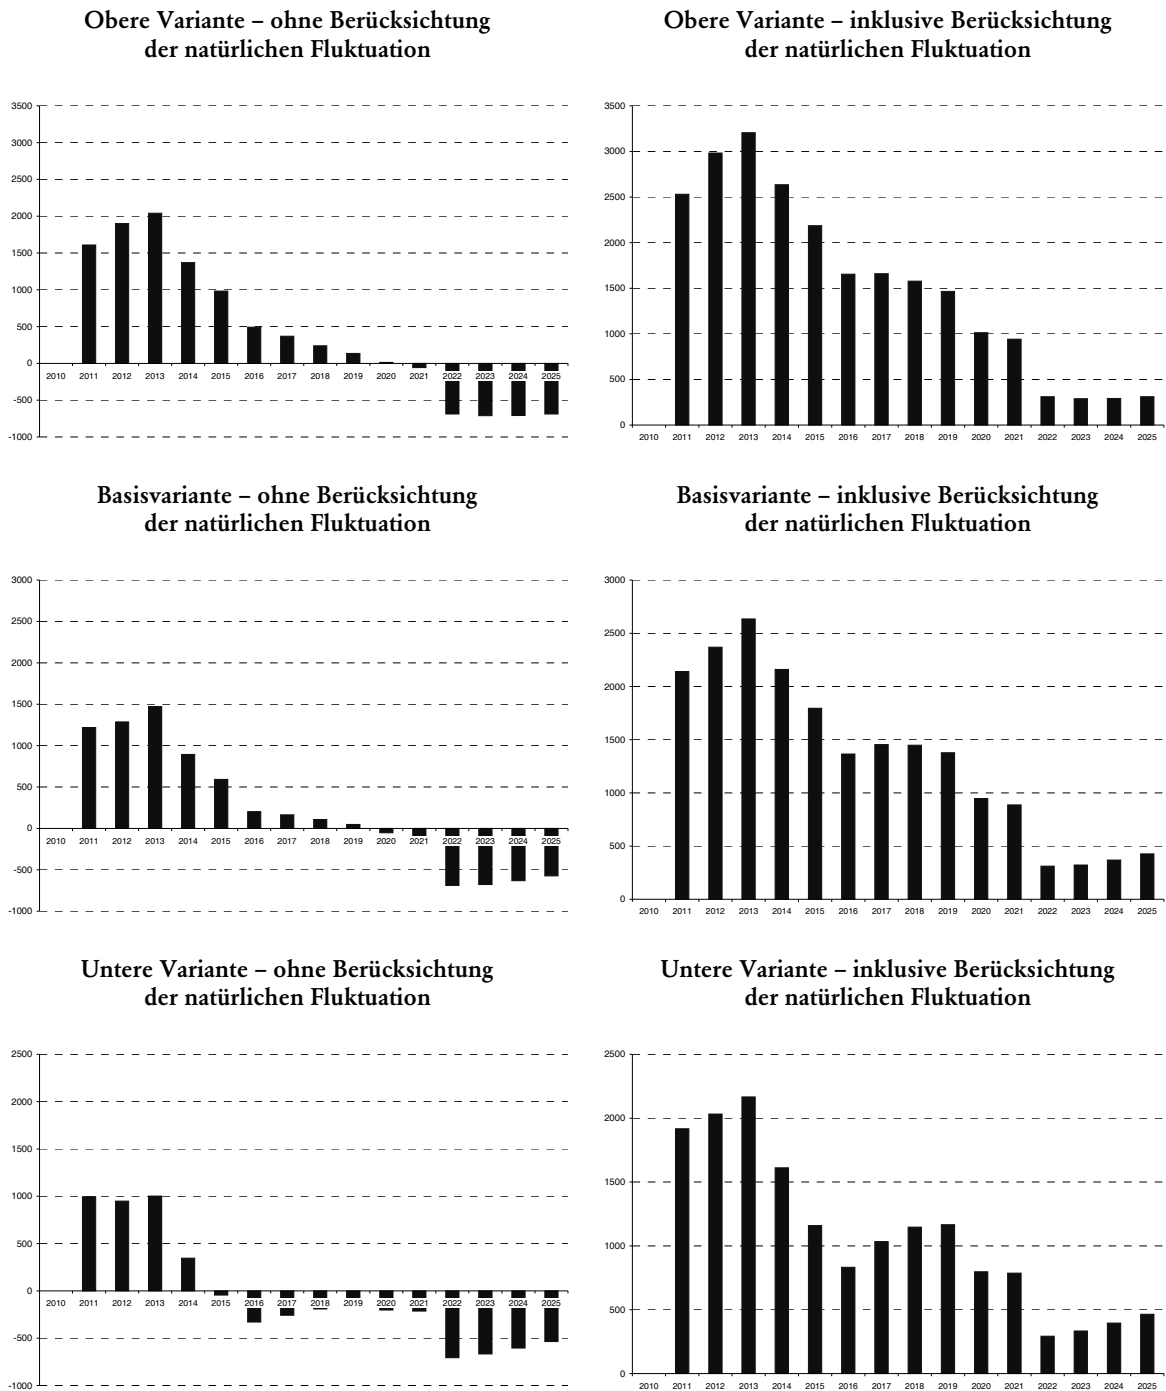 Obere Variante – ohne Berücksichtung
der natürlichen Fluktuation
3500
3000
2500
2000
1500
1000
500
0
-500
-1000
2010 2011 2012 2013 2014 2015 2016 2017 2018 2019 2020 2021 2022 2023 2024 2025
Obere Variante – inklusive Berücksichtung
der natürlichen Fluktuation
3500
3000
2500
2000
1500
1000
500
0
2010 2011 2012 2013 2014 2015 2016 2017 2018 2019 2020 2021 2022 2023 2024 2025
Basisvariante – ohne Berücksichtung
der natürlichen Fluktuation
3000
2500
2000
1500
1000
500
0
-500
-1000
2010 2011 2012 2013 2014 2015 2016 2017 2018 2019 2020 2021 2022 2023 2024 2025
Basisvariante – inklusive Berücksichtung
der natürlichen Fluktuation
3000
2500
2000
1500
1000
500
0
2010 2011 2012 2013 2014 2015 2016 2017 2018 2019 2020 2021 2022 2023 2024 2025
Untere Variante – ohne Berücksichtung
der natürlichen Fluktuation
2500
2000
1500
1000
500
0
-500
-1000
2010 2011 2012 2013 2014 2015 2016 2017 2018 2019 2020 2021 2022 2023 2024 2025
Untere Variante – inklusive Berücksichtung
der natürlichen Fluktuation
2500
2000
1500
1000
500
0
2010 2011 2012 2013 2014 2015 2016 2017 2018 2019 2020 2021 2022 2023 2024 2025